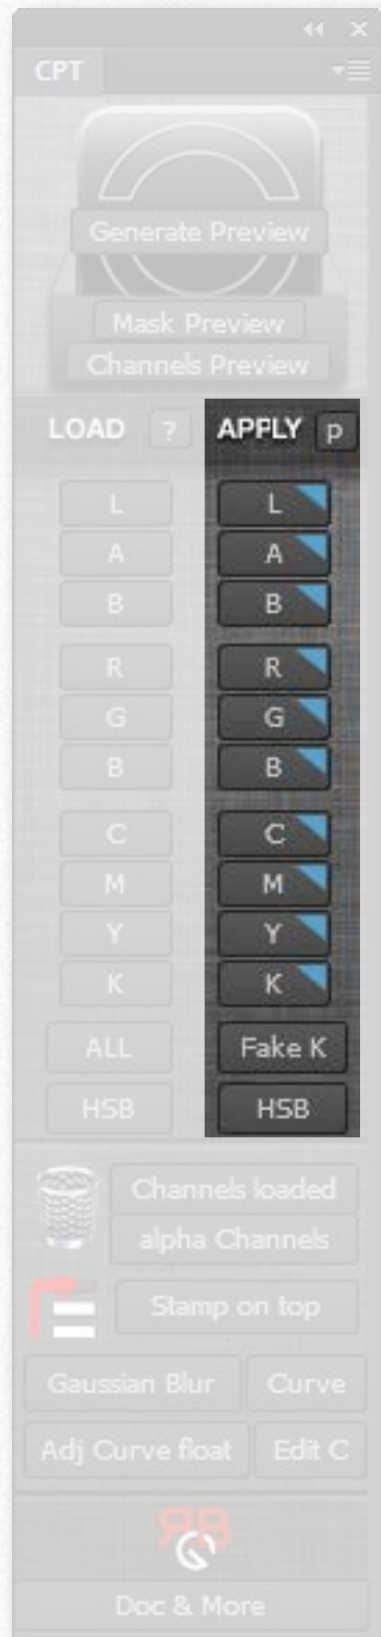 CPT
Generate Preview
Mask Preview
Channels Preview
LOAD ? APPLY p
L L
A A
B B
R R
G G
B B
C C
M M
Y Y
K K
ALL Fake K
HSB HSB
Channels loaded
alpha Channels
Stamp on top
Gaussian Blur Curve
Adj Curve float Edit C
RB
Doc & More